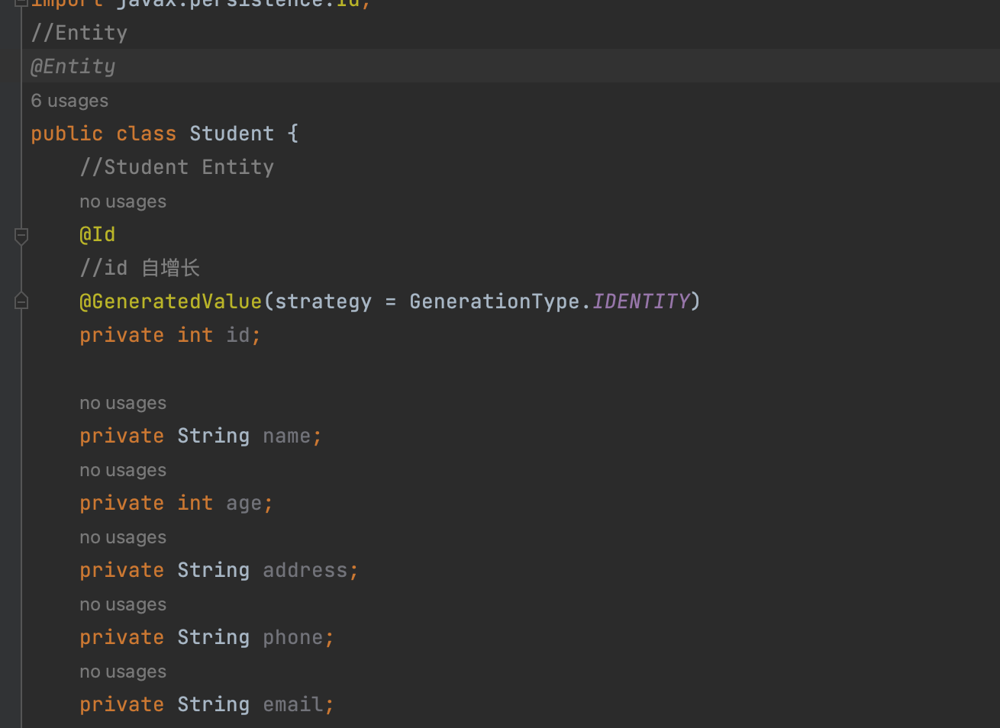 import javax.persistence.Id;
//Entity
@Entity
6 usages
public class Student {
//Student Entity
no usages
@Id
//id 自增长
@GeneratedValue(strategy = GenerationType.IDENTITY)
private int id;
no usages
private String name;
no usages
private int age;
no usages
private String address;
no usages
private String phone;
no usages
private String email;